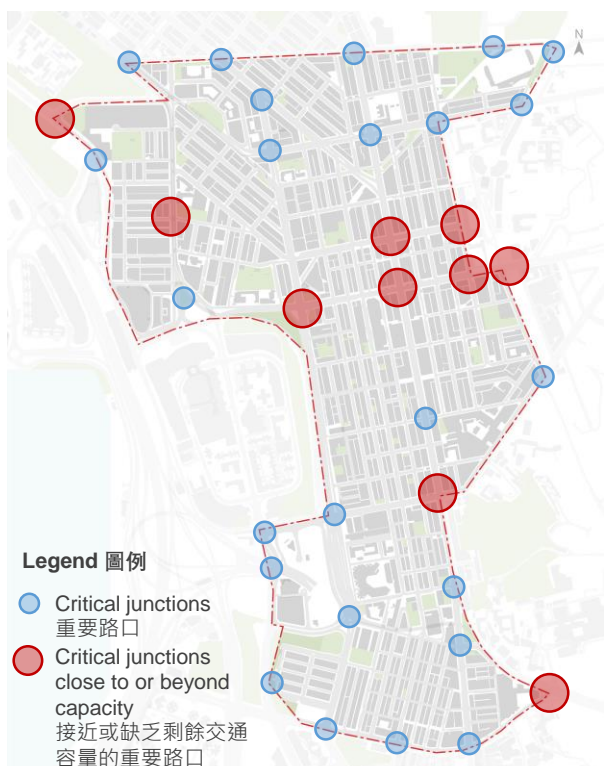 N
Legend 圖例
Critical junctions
重要路口
Critical junctions
close to or beyond
capacity
接近或缺乏剩餘交通
容量的重要路口